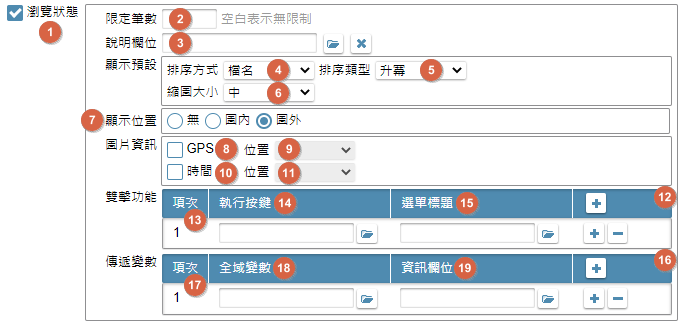 瀏覽狀態 1
限定筆數 2 空白表示無限制
說明欄位 3
顯示預設
排序方式 檔名 4 排序類型 升冪 5
縮圖大小 中 6
7 顯示位置 無 圖內 圖外
圖片資訊
GPS 8 位置 9
時間 10 位置 11
雙擊功能 項次 執行按鍵 14 選單標題 15 12
13
1
傳遞變數 項次 全域變數 18 資訊欄位 19 16
17
1